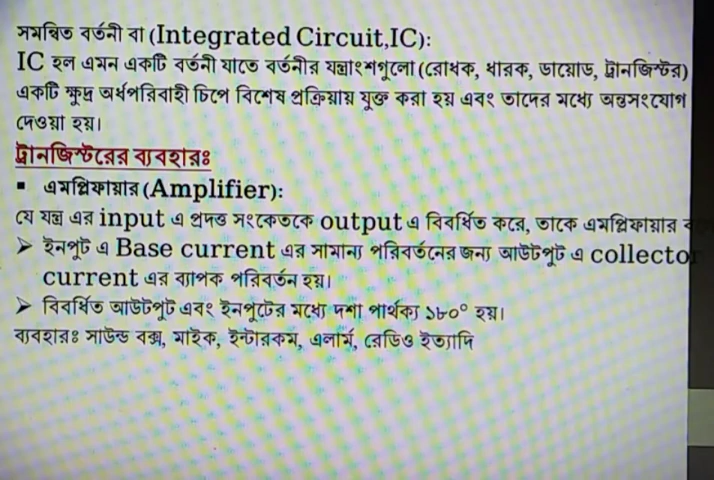 সমন্বিত বর্তনী বা (Integrated Circuit,IC):
IC হল এমন একটি বর্তনী যাতে বর্তনীর যন্ত্রাংশগুলো (রোধক, ধারক, ডায়োড, ট্রানজিস্টর)
একটি ক্ষুদ্র অর্ধপরিবাহী চিপে বিশেষ প্রক্রিয়ায় যুক্ত করা হয় এবং তাদের মধ্যে অন্তসংযোগ
দেওয়া হয়।
ট্রানজিস্টরের ব্যবহারঃ
▪ এমপ্লিফায়ার (Amplifier):
যে যন্ত্র এর input এ প্রদত্ত সংকেতকে output এ বিবর্ধিত করে, তাকে এমপ্লিফায়ার
➤ ইনপুট এ Base current এর সামান্য পরিবর্তনের জন্য আউটপুট এ collecto
current এর ব্যাপক পরিবর্তন হয়।
➤ বিবর্ধিত আউটপুট এবং ইনপুটের মধ্যে দশা পার্থক্য ১৮০° হয়।
ব্যবহারঃ সাউন্ড বক্স, মাইক, ইন্টারকম, এলার্ম, রেডিও ইত্যাদি